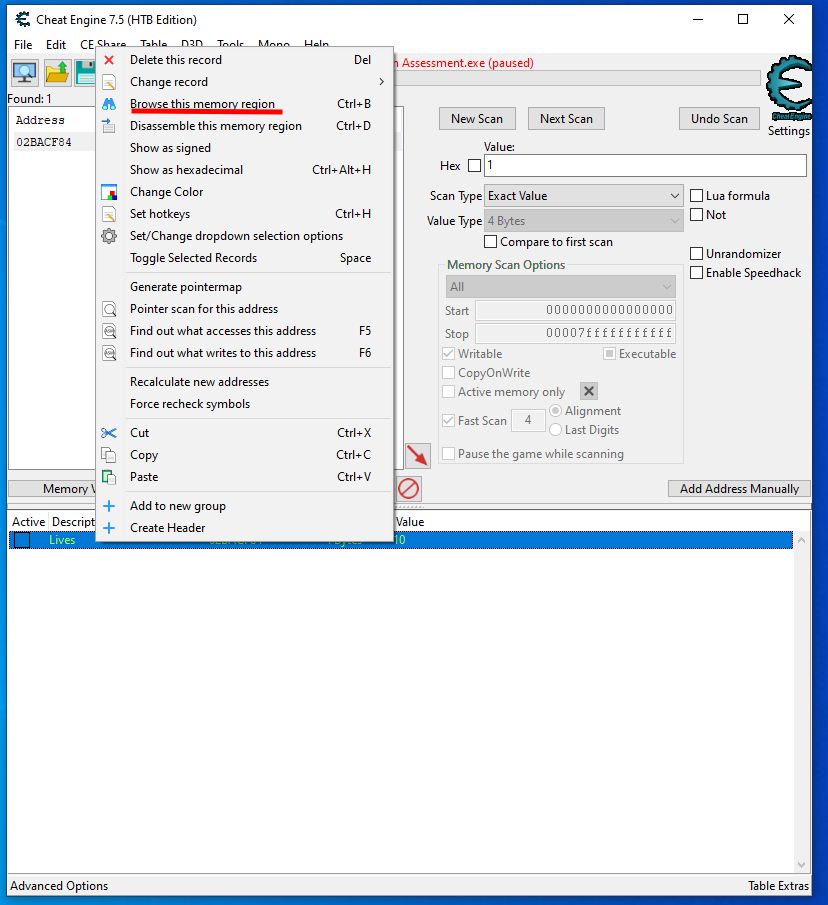 Cheat Engine 7.5 (HTB Edition)
File Edit CE Share Table D3D Tools Mono Help
Assessment.exe (paused)
Found: 1
Address
02BACF84
Delete this record Del
Change record
Browse this memory region Ctrl+B
Disassemble this memory region Ctrl+D
Show as signed
Show as hexadecimal Ctrl+Alt+H
Change Color
Set hotkeys Ctrl+H
Set/Change dropdown selection options
Toggle Selected Records Space
Generate pointermap
Pointer scan for this address
Find out what accesses this address F5
Find out what writes to this address F6
Recalculate new addresses
Force recheck symbols
Cut Ctrl+X
Copy Ctrl+C
Paste Ctrl+V
Add to new group
Create Header
New Scan Next Scan Undo Scan
Cheat Engine
Settings
Value:
Hex 1
Scan Type Exact Value Lua formula
Not
Value Type 4 Bytes
Compare to first scan
Unrandomizer
Enable Speedhack
Memory Scan Options
All
Start 0000000000000000
Stop 00007fffffffffff
Writable Executable
CopyOnWrite
Active memory only
Fast Scan 4 Alignment
Last Digits
Pause the game while scanning
Memory
Add Address Manually
Active Descript Value
Lives 10
Advanced Options Table Extras